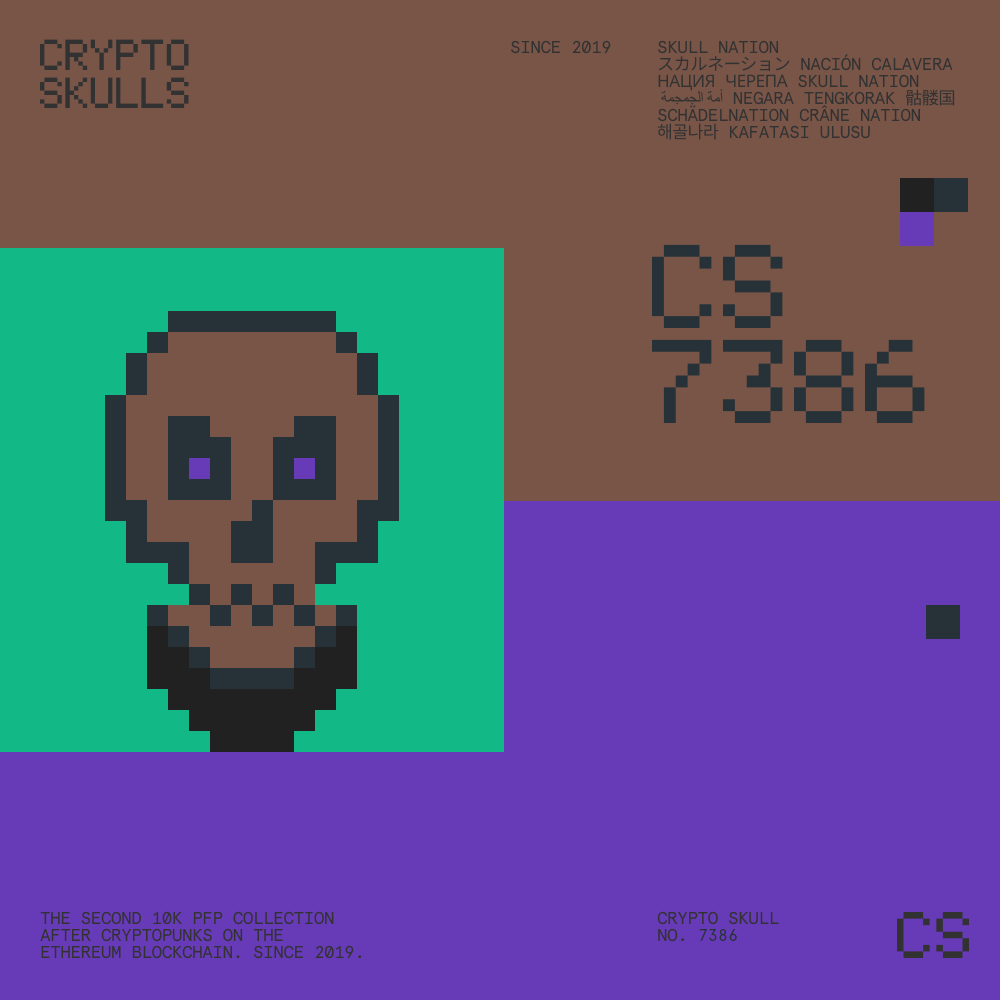 CRYPTO
SKULLS
SINCE 2019
SKULL NATION
スカルネーション NACIÓN CALAVERA
НАЦИЯ ЧЕРЕПА SKULL NATION
أمة الجمجمة NEGARA TENGKORAK 骷髅国
SCHÄDELNATION CRÂNE NATION
해골나라 KAFATASI ULUSU
CS
7386
THE SECOND 10K PFP COLLECTION
AFTER CRYPTOPUNKS ON THE
ETHEREUM BLOCKCHAIN. SINCE 2019.
CRYPTO SKULL
NO. 7386
CS